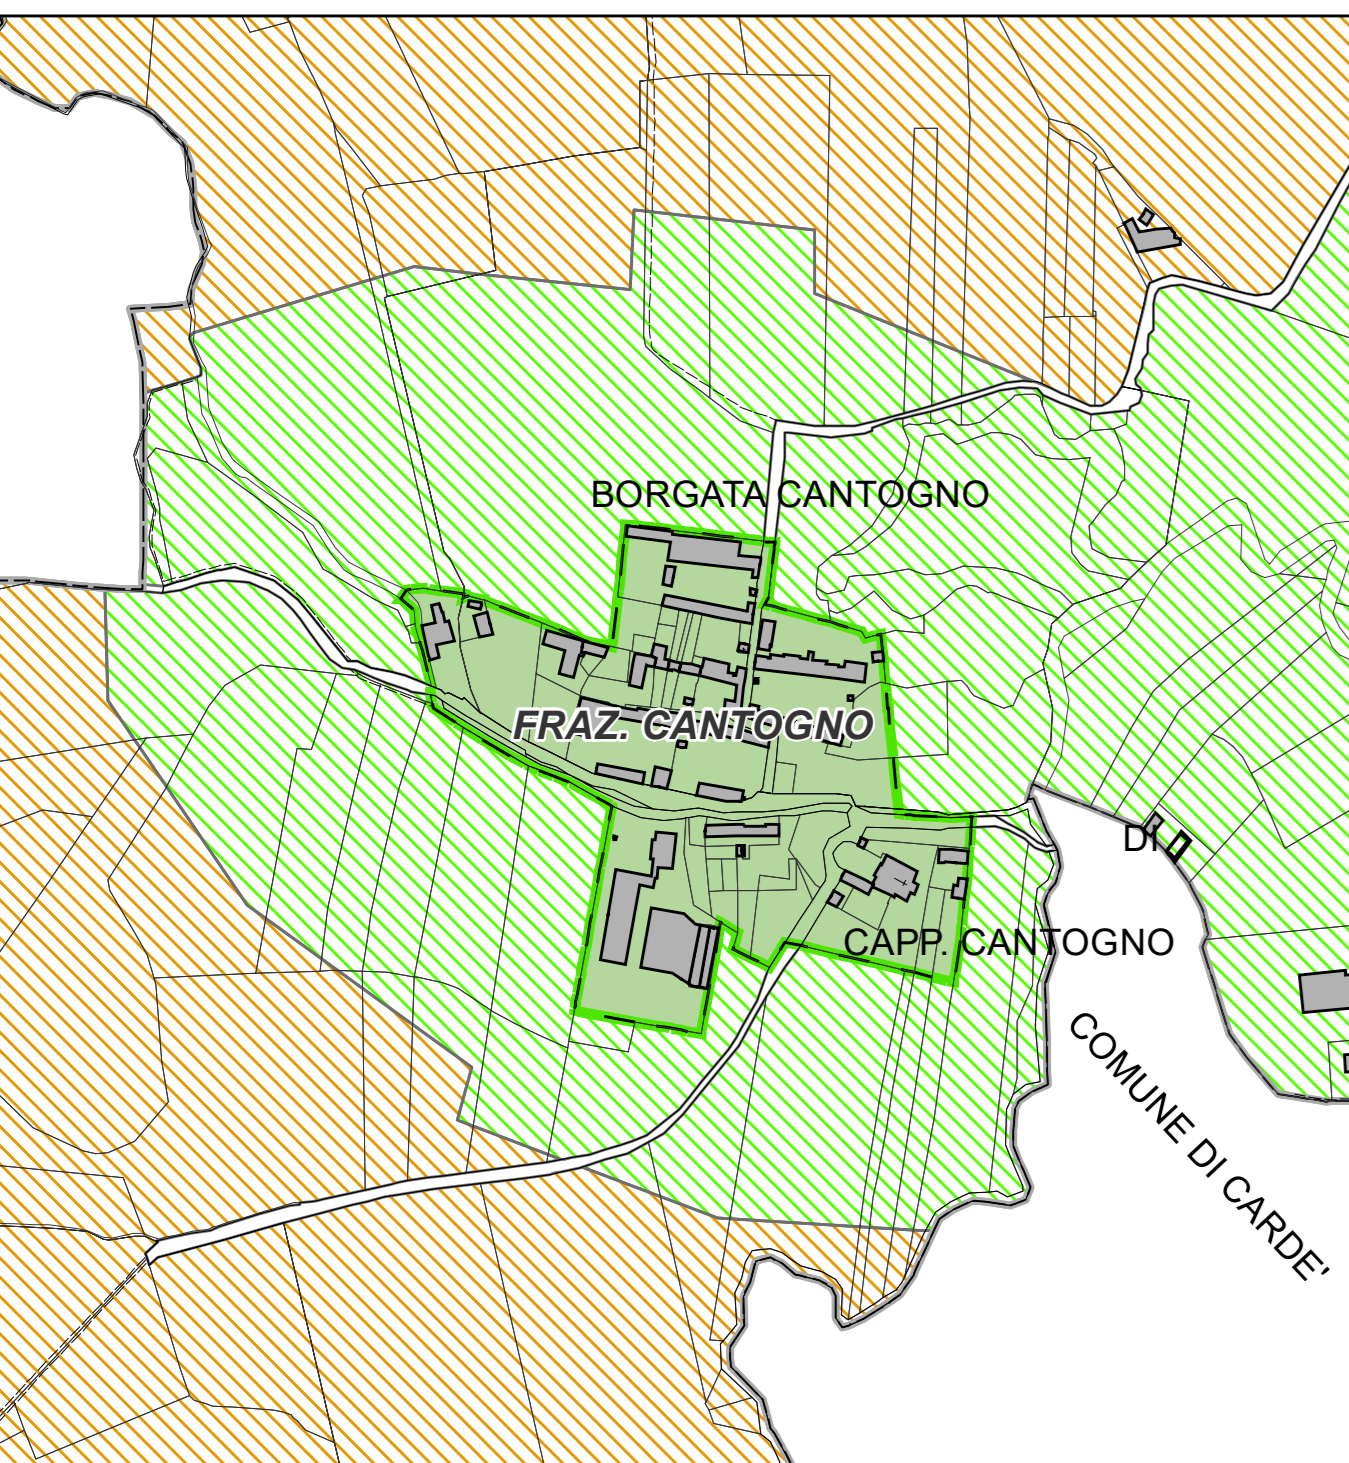 BORGATA CANTOGNO
FRAZ. CANTOGNO
DI
CAPP. CANTOGNO
COMUNE DI CARDE'